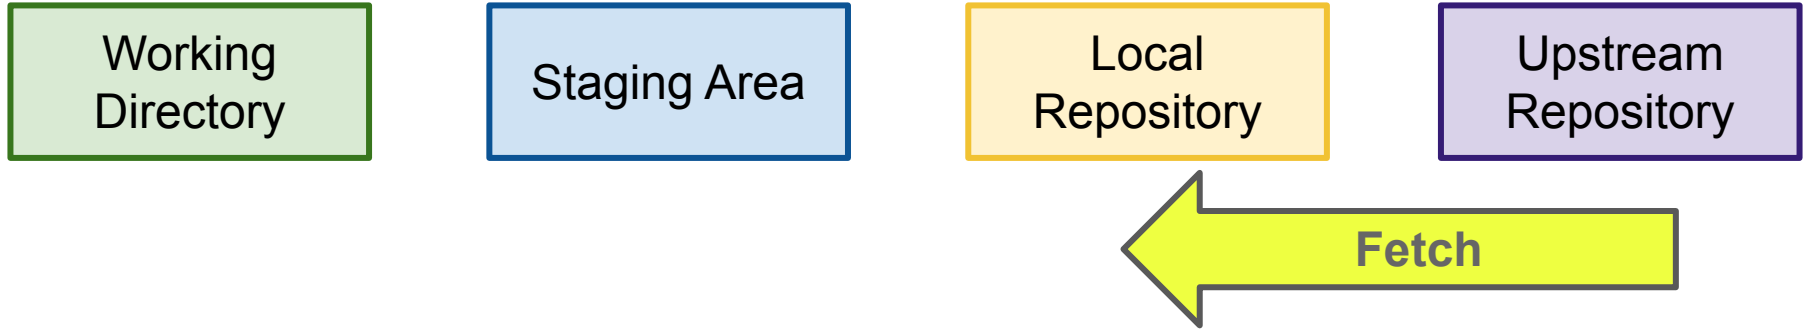 Working
Directory
Staging Area
Local
Repository
Upstream
Repository
Fetch